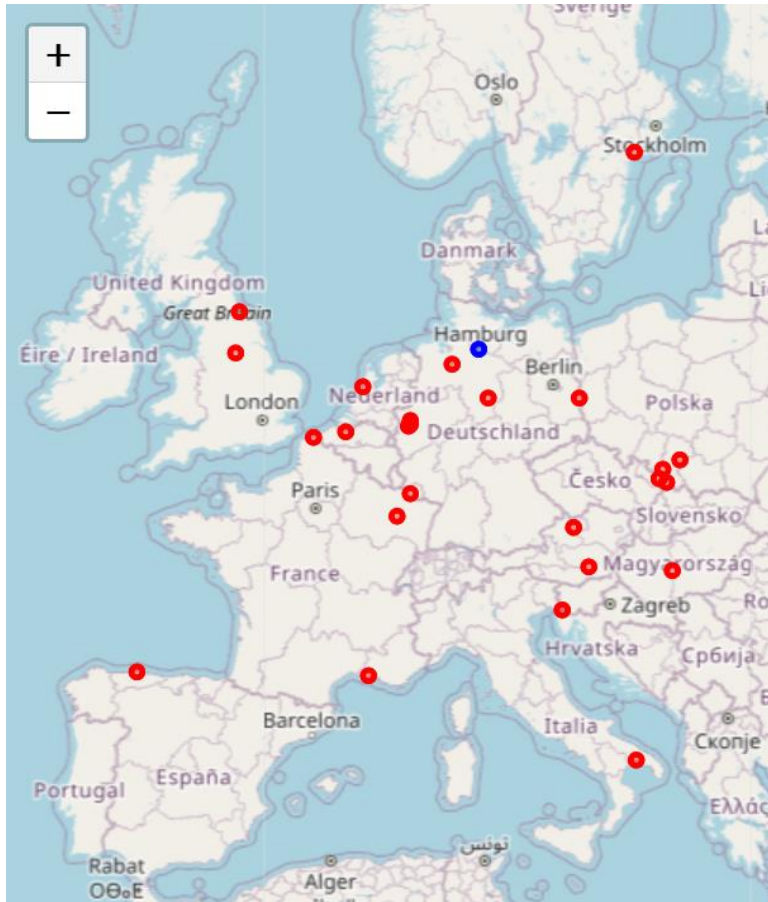 Sverige
+
−
Oslo
Stockholm
Danmark
United Kingdom
Great Britain
Éire / Ireland
Hamburg
Berlin
Nederland
London
Polska
Deutschland
Paris
Česko
Slovensko
France
Magyarország
Zagreb
Hrvatska
Србија
Barcelona
Italia
Скопје
Portugal
España
Ελλάς
Rabat
ⵔⴱⴰⵟ
Alger
تونس